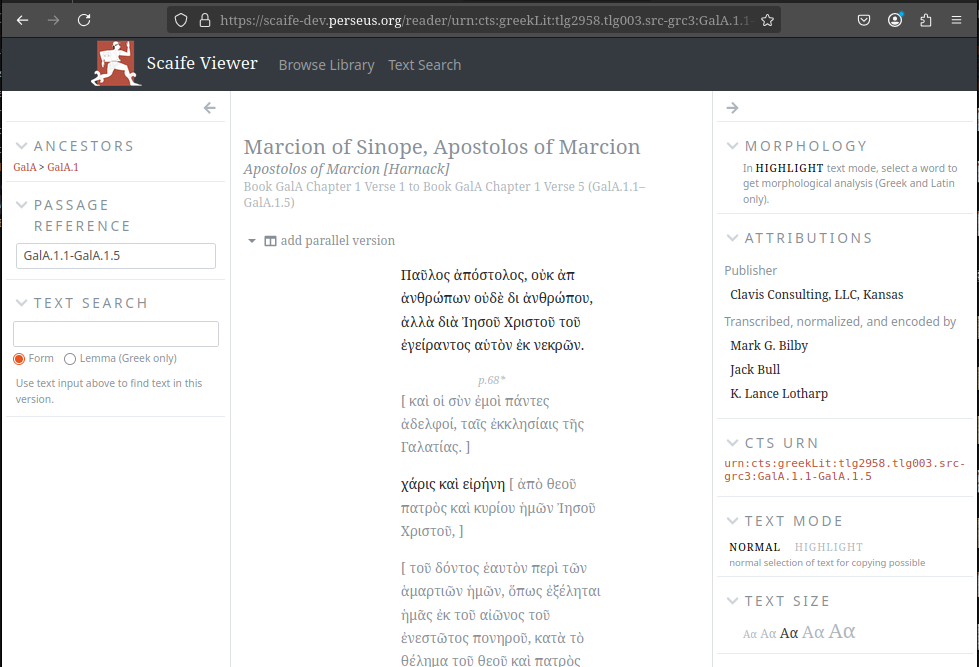 https://scaife-dev.perseus.org/reader/urn:cts:greekLit:tlg2958.tlg003.src-grc3:GalA.1.1-
Scaife Viewer
Browse Library
Text Search
ANCESTORS
GalA > GalA.1
PASSAGE
REFERENCE
GalA.1.1-GalA.1.5
TEXT SEARCH
Form
Lemma (Greek only)
Use text input above to find text in this
version.
Marcion of Sinope, Apostolos of Marcion
Apostolos of Marcion [Harnack]
Book GalA Chapter 1 Verse 1 to Book GalA Chapter 1 Verse 5 (GalA.1.1–
GalA.1.5)
add parallel version
Παῦλος ἀπόστολος, οὐκ ἀπ
ἀνθρώπων οὐδὲ δι ἀνθρώπου,
ἀλλὰ διὰ Ἰησοῦ Χριστοῦ τοῦ
ἐγείραντος αὐτὸν ἐκ νεκρῶν.
p.68*
[ καὶ οἱ σὺν ἐμοὶ πάντες
ἀδελφοί, ταῖς ἐκκλησίαις τῆς
Γαλατίας. ]
χάρις καὶ εἰρήνη [ ἀπὸ θεοῦ
πατρὸς καὶ κυρίου ἡμῶν Ἰησοῦ
Χριστοῦ, ]
[ τοῦ δόντος ἑαυτὸν περὶ τῶν
ἁμαρτιῶν ἡμῶν, ὅπως ἐξέληται
ἡμᾶς ἐκ τοῦ αἰῶνος τοῦ
ἐνεστῶτος πονηροῦ, κατὰ τὸ
θέλημα τοῦ θεοῦ καὶ πατρὸς
MORPHOLOGY
In HIGHLIGHT text mode, select a word to
get morphological analysis (Greek and Latin
only).
ATTRIBUTIONS
Publisher
Clavis Consulting, LLC, Kansas
Transcribed, normalized, and encoded by
Mark G. Bilby
Jack Bull
K. Lance Lotharp
CTS URN
urn:cts:greekLit:tlg2958.tlg003.src-
grc3:GalA.1.1-GalA.1.5
TEXT MODE
NORMAL HIGHLIGHT
normal selection of text for copying possible
TEXT SIZE
Aα Aα Aα Aα Aα